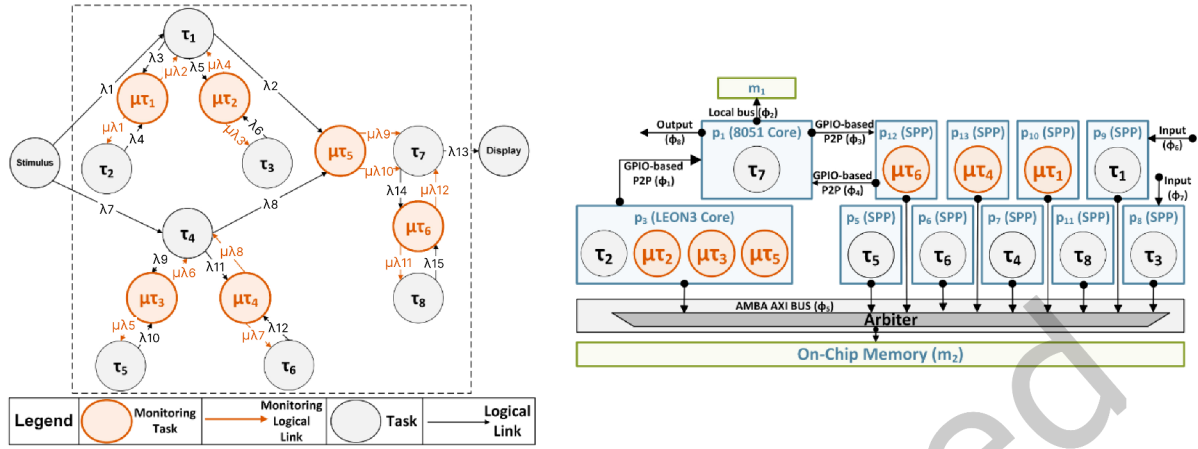 τ1
λ3
μλ2
λ5
μλ4
λ1
λ2
μτ1
μτ2
μλ1
λ4
μλ3
λ6
μτ5
μλ9
μλ10
Stimulus
τ2
τ3
τ7
λ13
Display
λ14
μλ12
λ7
λ8
μτ6
τ4
λ9
μλ6
λ11
μλ8
μλ11
λ15
μτ3
μτ4
τ8
μλ5
λ10
μλ7
λ12
τ5
τ6
Legend
Monitoring
Task
Monitoring
Logical
Link
Task
Logical
Link
m1
Local bus(ϕ2)
Output
(ϕ8)
p1 (8051 Core)
GPIO-based
P2P (ϕ3)
p12 (SPP)
p13 (SPP)
p10 (SPP)
p9 (SPP)
Input
(ϕ6)
GPIO-based
P2P (ϕ1)
τ7
GPIO-based
P2P (ϕ4)
μτ6
μτ4
μτ1
τ1
Input
(ϕ7)
p3 (LEON3 Core)
p5 (SPP)
p6 (SPP)
p7 (SPP)
p11 (SPP)
p8 (SPP)
τ2
μτ2
μτ3
μτ5
τ5
τ6
τ4
τ8
τ3
AMBA AXI BUS (ϕ5)
Arbiter
On-Chip Memory (m2)